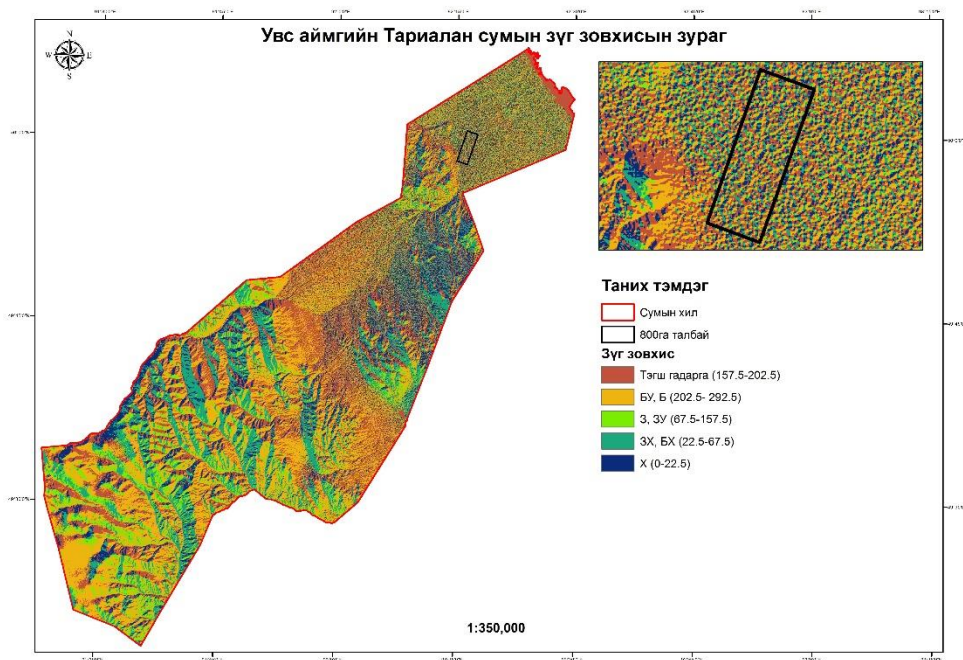 Увс аймгийн Тариалан сумын зүг зовхисын зураг
N
W E
S
Таних тэмдэг
Сумын хил
800га талбай
Зүг зовхис
Тэгш гадарга (157.5-202.5)
БУ, Б (202.5- 292.5)
З, ЗУ (67.5-157.5)
ЗХ, БХ (22.5-67.5)
Х (0-22.5)
1:350,000